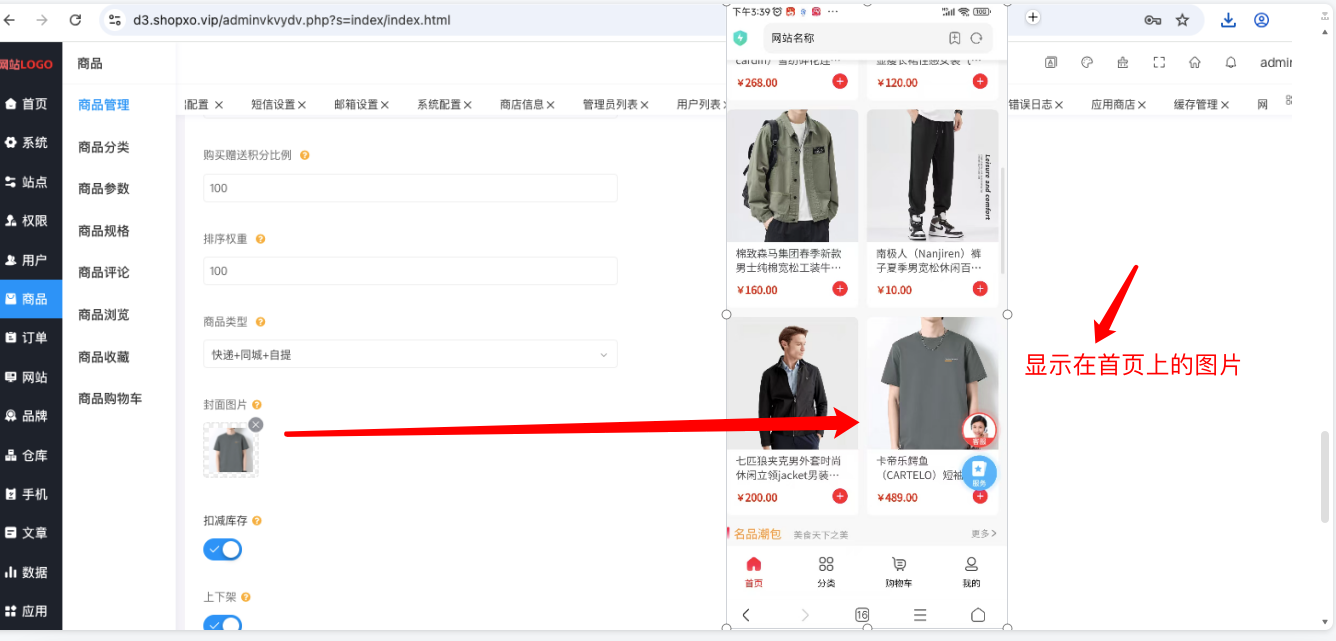 d3.shopxo.vip/adminvkvydv.php?s=index/index.html
网站LOGO
首页
系统
站点
权限
用户
商品
订单
网站
品牌
仓库
手机
文章
数据
应用
商品
商品管理
商品分类
商品参数
商品规格
商品评论
商品浏览
商品收藏
商品购物车
配置
短信设置
邮箱设置
系统配置
商店信息
管理员列表
用户列表
错误日志
应用商店
缓存管理
网
admin
购买赠送积分比例
100
排序权重
100
商品类型
快递+同城+自提
封面图片
扣减库存
上下架
下午3:39
网站名称
¥268.00
¥120.00
Leisure and comfort
棉致森马集团春季新款
男士纯棉宽松工装牛…
¥160.00
南极人（Nanjiren）裤
子夏季男宽松休闲百…
¥10.00
七匹狼夹克男外套时尚
休闲立领jacket男装…
¥200.00
卡帝乐鳄鱼
（CARTELO）短袖
¥489.00
客服
服务
名品潮包 美食天下之美 更多
首页
分类
购物车
我的
16
显示在首页上的图片